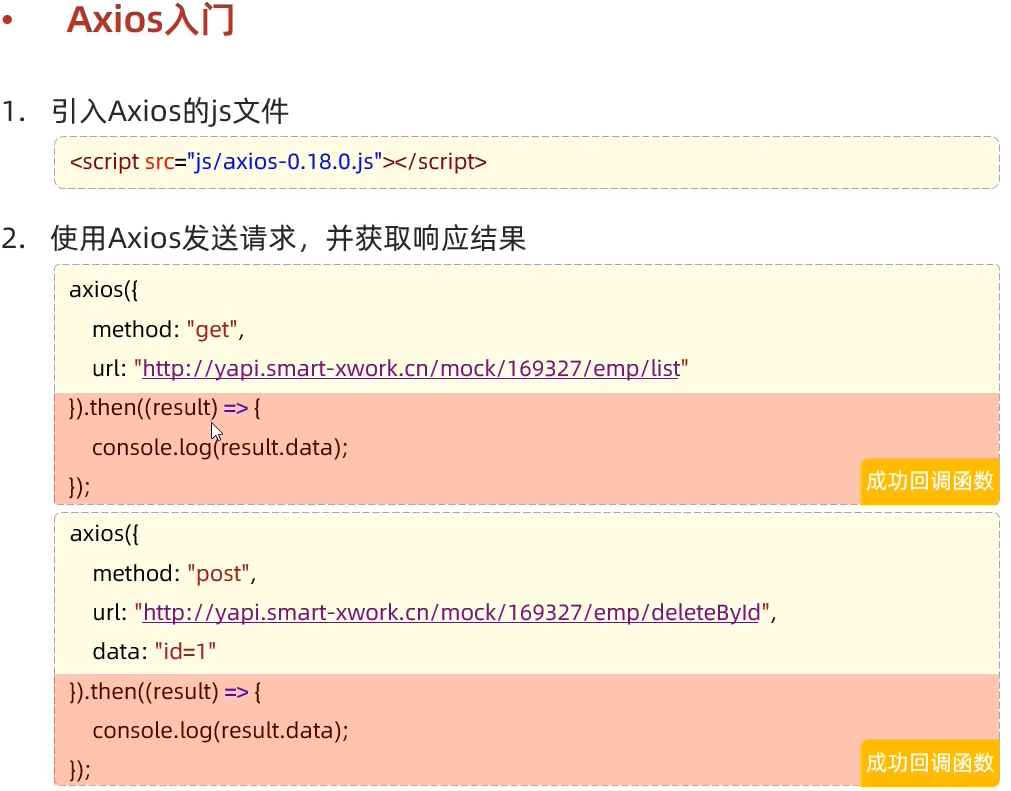 • Axios入门
1. 引入Axios的js文件
<script src="js/axios-0.18.0.js"></script>
2. 使用Axios发送请求，并获取响应结果
axios({
method: "get",
url: "http://yapi.smart-xwork.cn/mock/169327/emp/list"
}).then((result) => {
console.log(result.data);
});
成功回调函数
axios({
method: "post",
url: "http://yapi.smart-xwork.cn/mock/169327/emp/deleteById",
data: "id=1"
}).then((result) => {
console.log(result.data);
});
成功回调函数